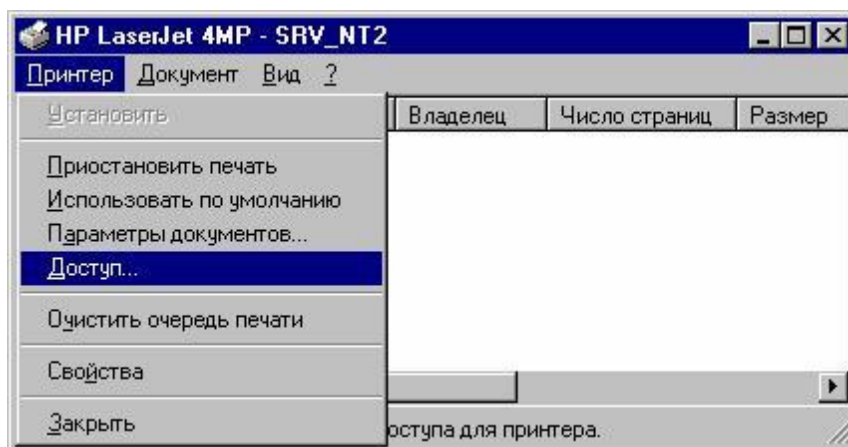 HP LaserJet 4MP - SRV_NT2
Принтер Документ Вид ?
Установить
Владелец Число страниц Размер
Приостановить печать
Использовать по умолчанию
Параметры документов...
Доступ...
Очистить очередь печати
Свойства
Закрыть
оступа для принтера.